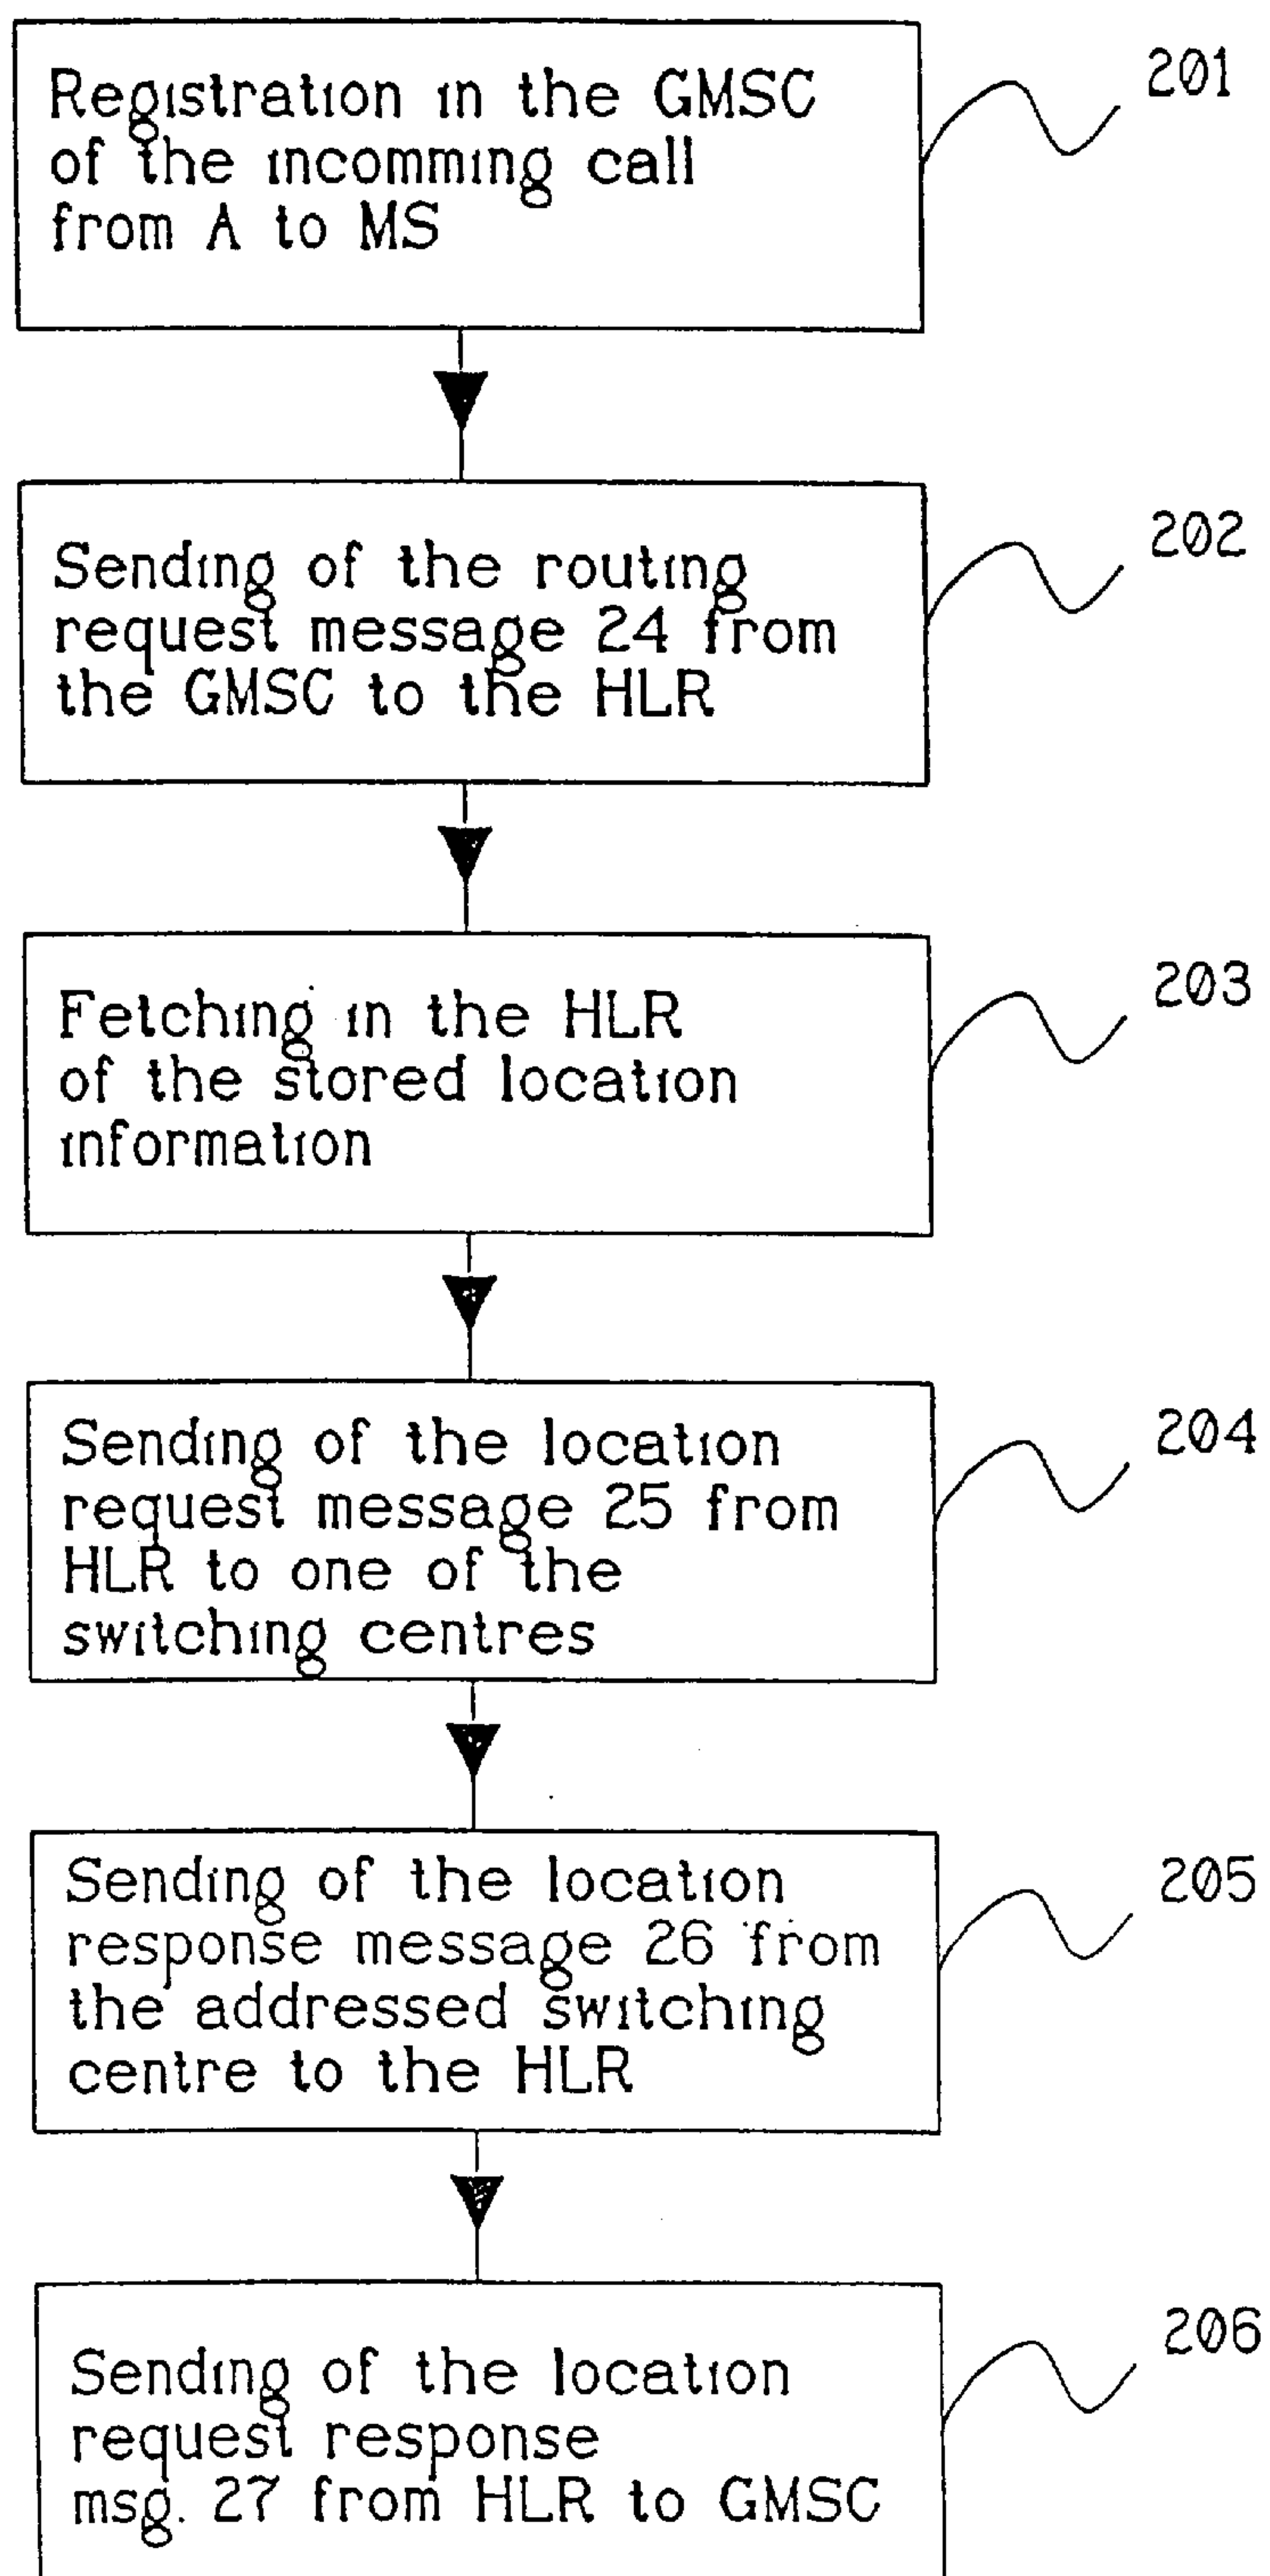 Registration in the GMSC
of the incomming call
from A to MS
201
Sending of the routing
request message 24 from
the GMSC to the HLR
202
Fetching in the HLR
of the stored location
information
203
Sending of the location
request message 25 from
HLR to one of the
switching centres
204
Sending of the location
response message 26 from
the addressed switching
centre to the HLR
205
Sending of the location
request response
msg. 27 from HLR to GMSC
206